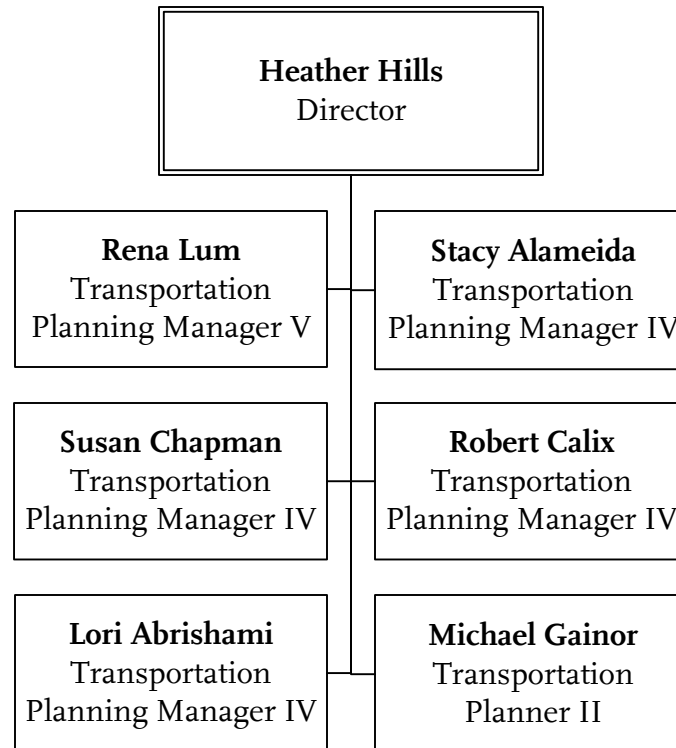 Heather Hills
Director
Rena Lum
Transportation
Planning Manager V
Stacy Alameida
Transportation
Planning Manager IV
Susan Chapman
Transportation
Planning Manager IV
Robert Calix
Transportation
Planning Manager IV
Lori Abrishami
Transportation
Planning Manager IV
Michael Gainor
Transportation
Planner II